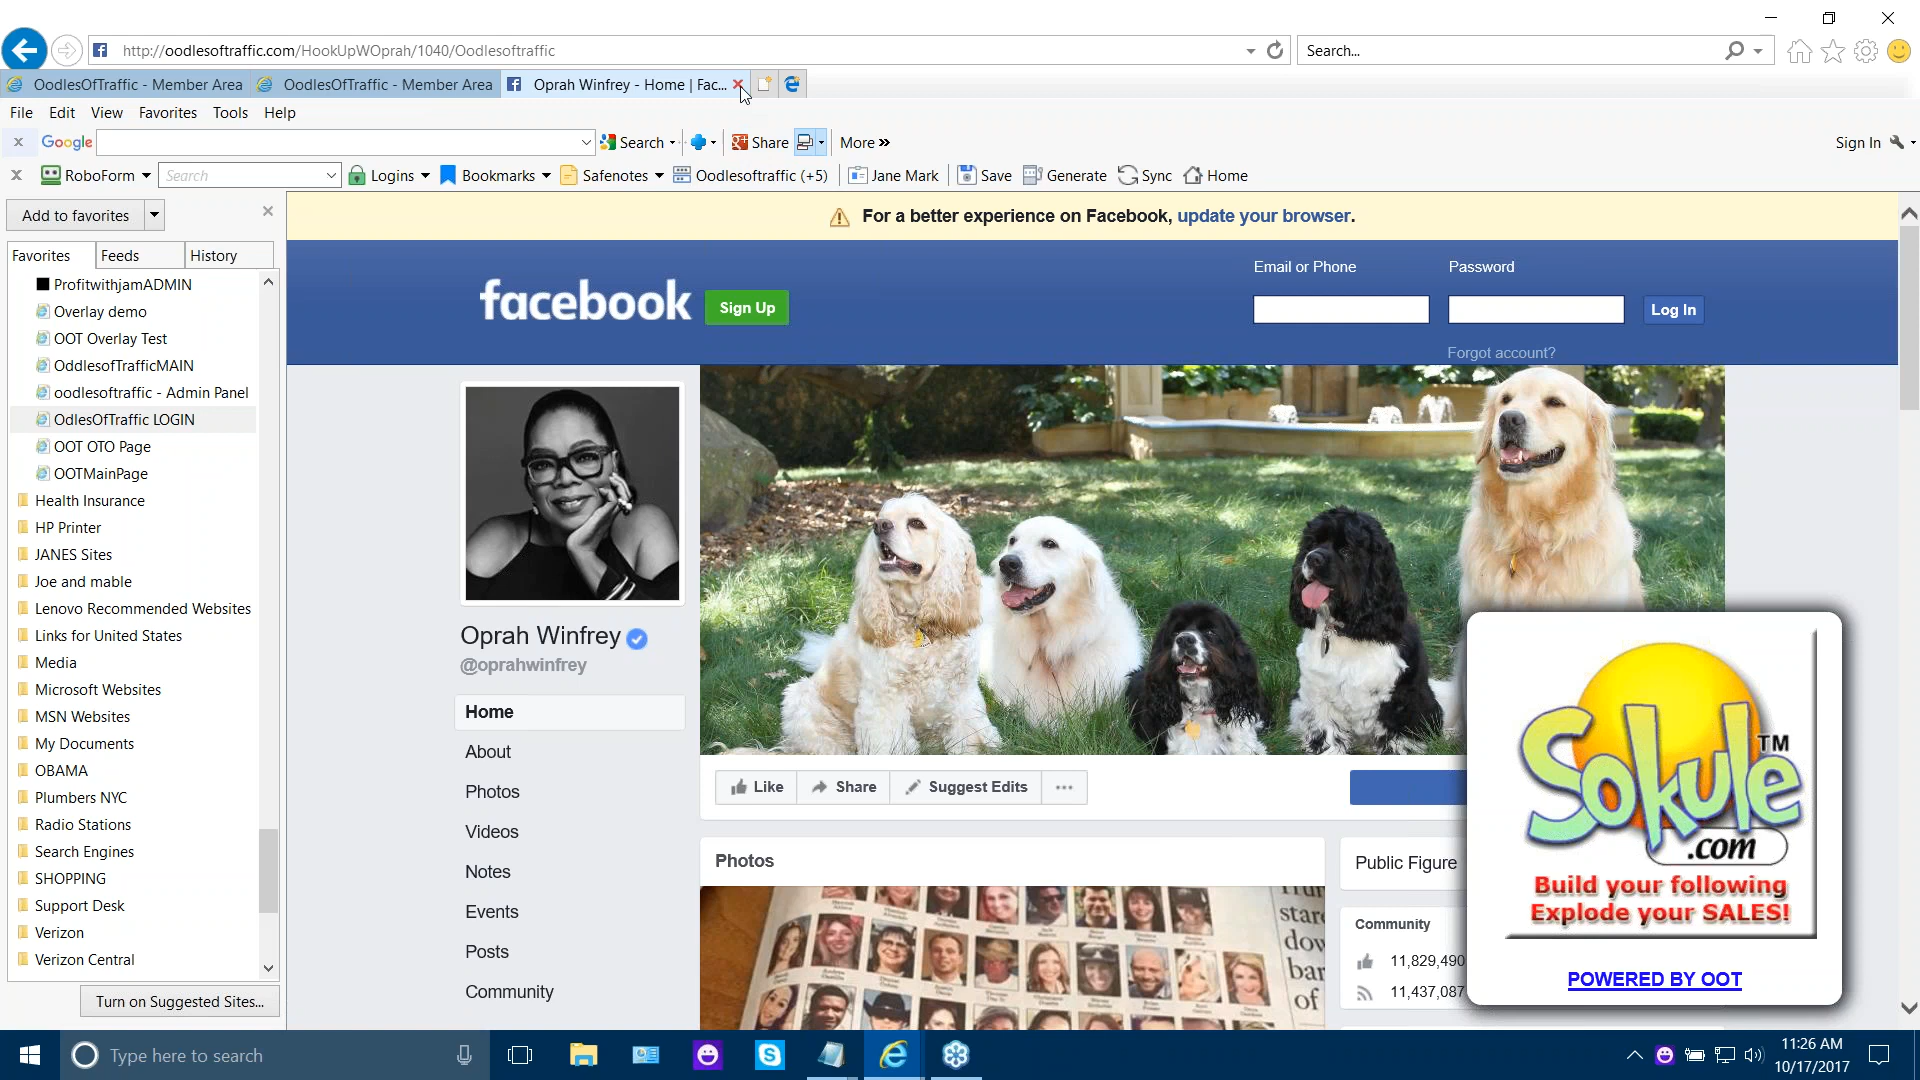 http://oodlesoftraffic.com/HookUpWOprah/1040/Oodlesoftraffic
Search...
OodlesOfTraffic - Member Area
OodlesOfTraffic - Member Area
Oprah Winfrey - Home | Fac...
File Edit View Favorites Tools Help
x Google Search Share More »
Sign In
x RoboForm Search Logins Bookmarks Safenotes Oodlesoftraffic (+5) Jane Mark Save Generate Sync Home
Add to favorites
Favorites Feeds History
ProfitwithjamADMIN
Overlay demo
OOT Overlay Test
OddlesofTrafficMAIN
oodlesoftraffic - Admin Panel
OdlesOfTraffic LOGIN
OOT OTO Page
OOTMainPage
Health Insurance
HP Printer
JANES Sites
Joe and mable
Lenovo Recommended Websites
Links for United States
Media
Microsoft Websites
MSN Websites
My Documents
OBAMA
Plumbers NYC
Radio Stations
Search Engines
SHOPPING
Support Desk
Verizon
Verizon Central
Turn on Suggested Sites...
For a better experience on Facebook, update your browser.
facebook
Sign Up
Email or Phone
Password
Log In
Forgot account?
Oprah Winfrey
@oprahwinfrey
Home
About
Photos
Videos
Notes
Events
Posts
Community
Like Share Suggest Edits ...
Photos
stare
dow
bar
of
Public Figure
Community
11,829,490
11,437,087
Sokule TM
.com
Build your following
Explode your SALES!
POWERED BY OOT
Type here to search
11:26 AM
10/17/2017